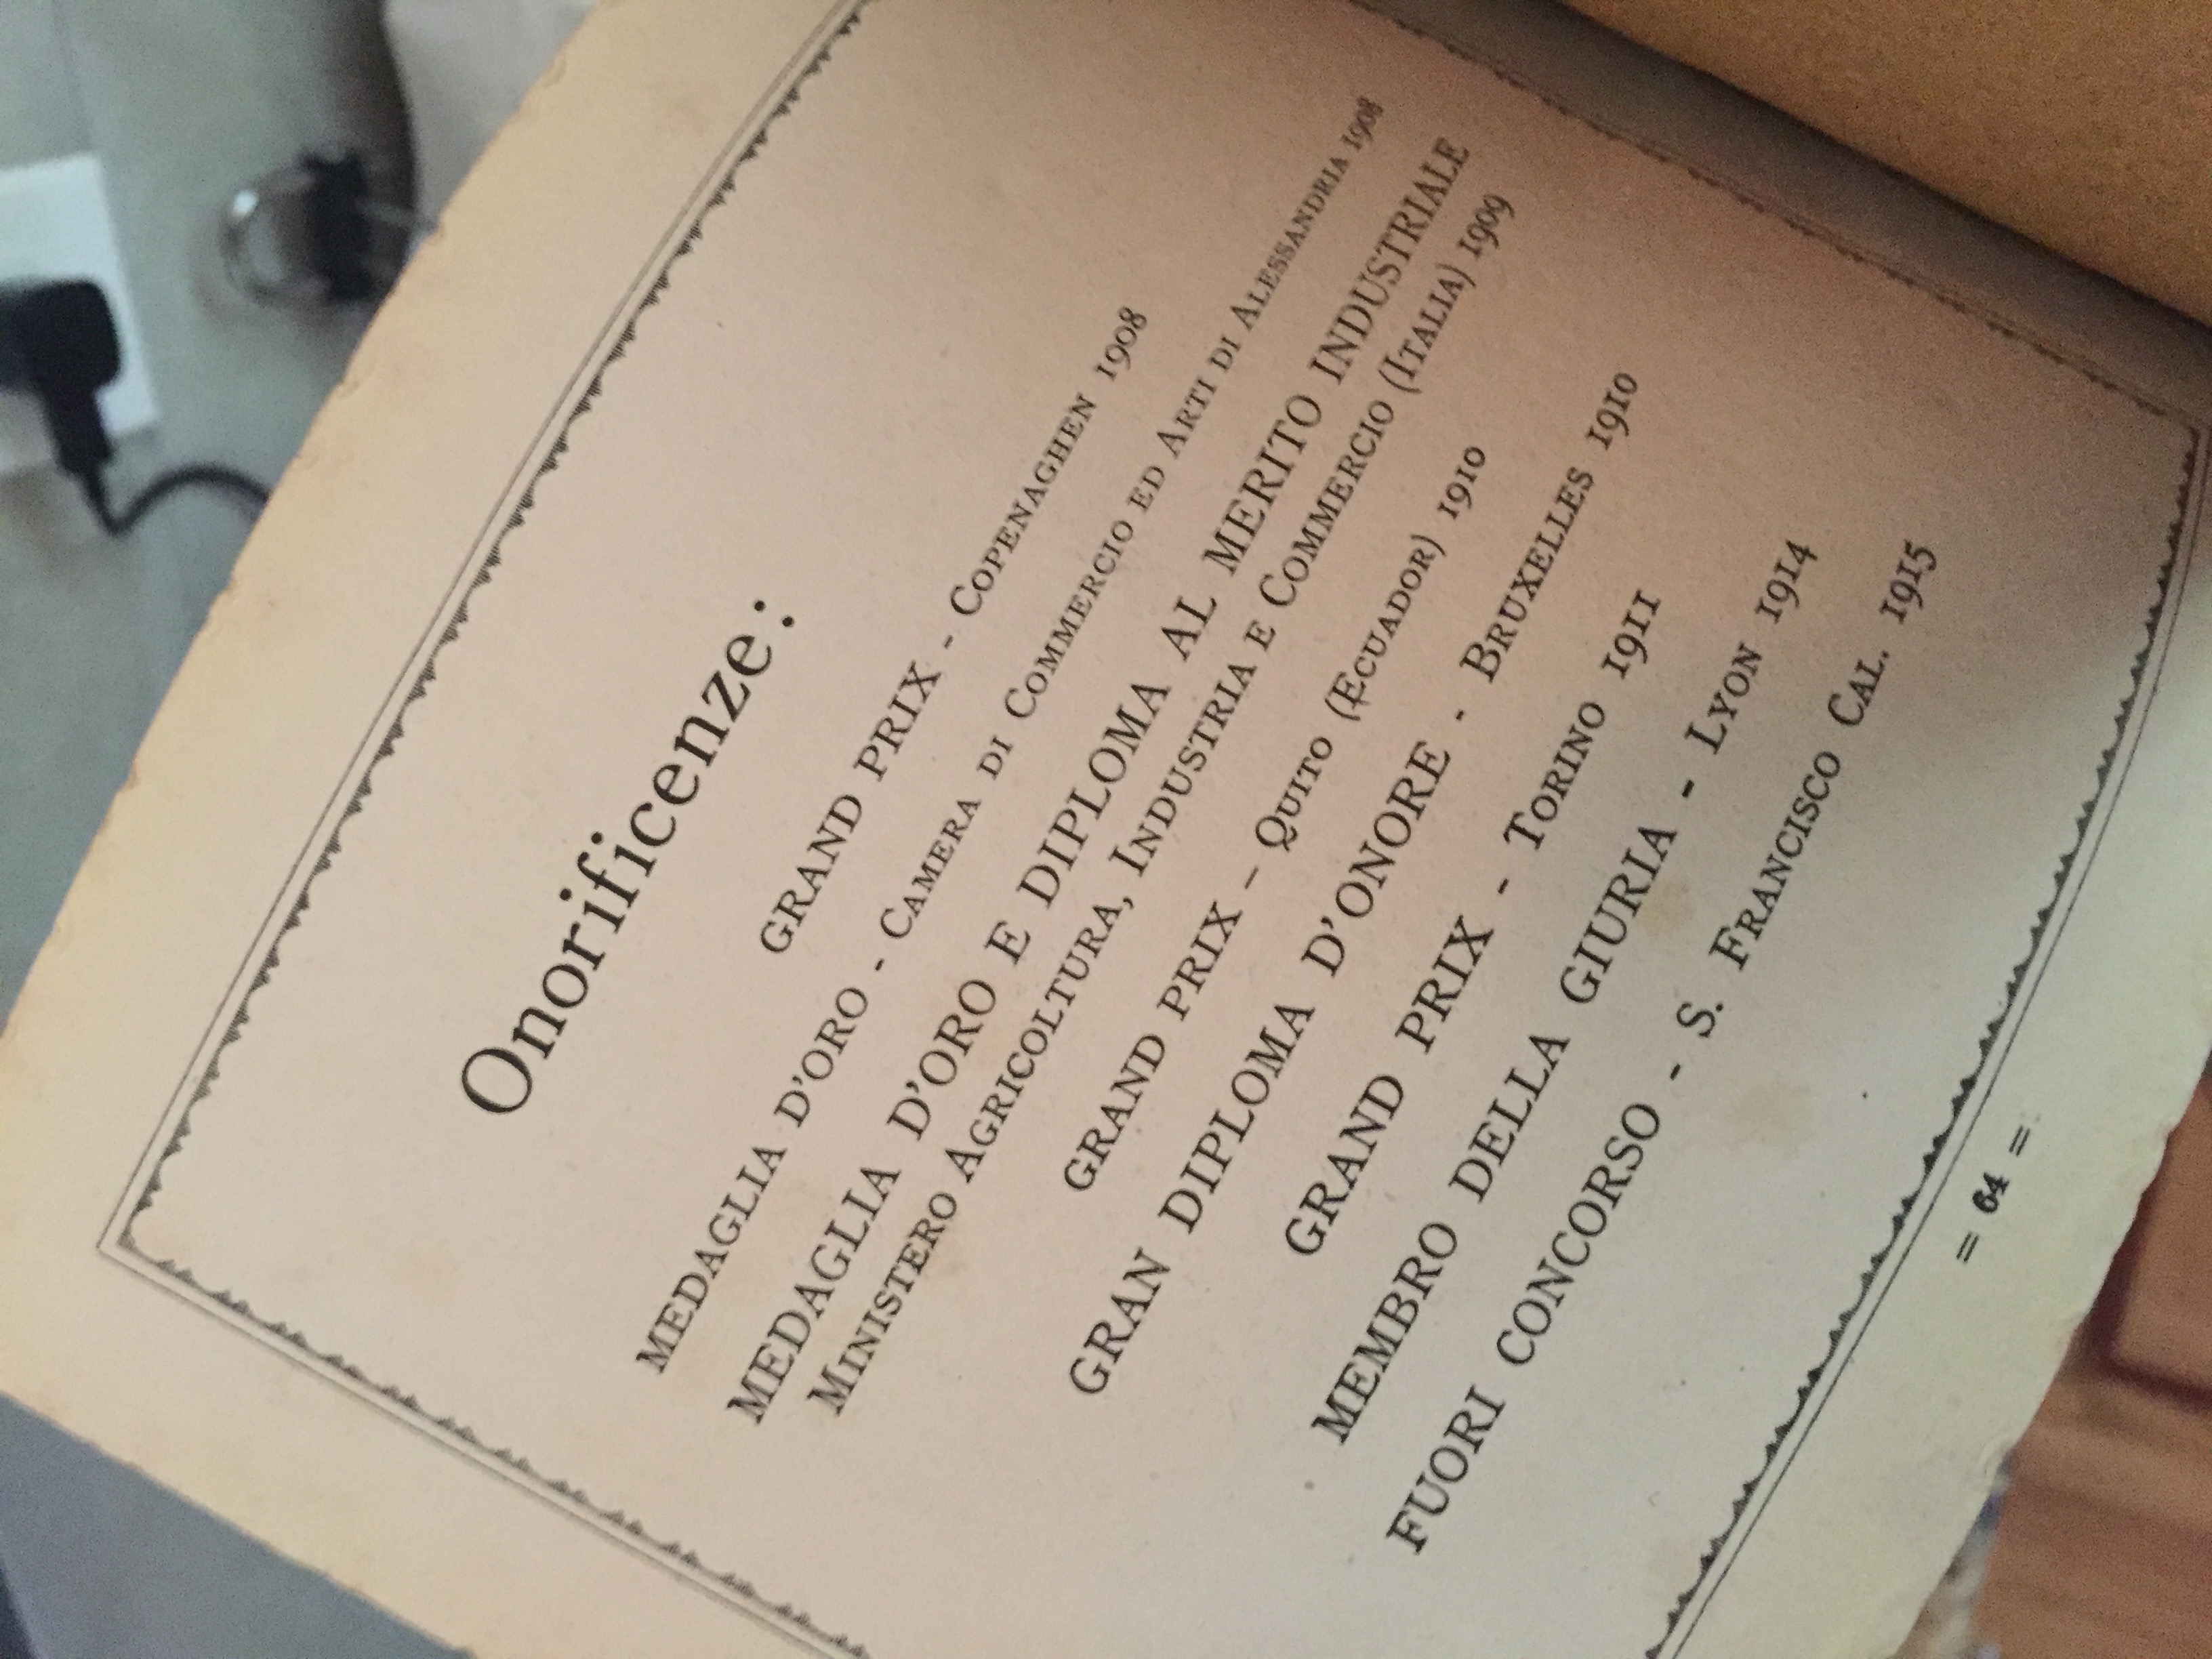 Onorificenze:
GRAND PRIX - COPENAGHEN 1908
MEDAGLIA D'ORO - CAMERA DI COMMERCIO ED ARTI DI ALESSANDRIA 1908
MEDAGLIA D'ORO E DIPLOMA AL MERITO INDUSTRIALE
MINISTERO AGRICOLTURA, INDUSTRIA E COMMERCIO (ITALIA) 1909
GRAND PRIX – QUITO (ECUADOR) 1910
GRAN DIPLOMA D'ONORE - BRUXELLES 1910
GRAND PRIX - TORINO 1911
MEMBRO DELLA GIURIA - LYON 1914
FUORI CONCORSO - S. FRANCISCO CAL. 1915
= 64 =